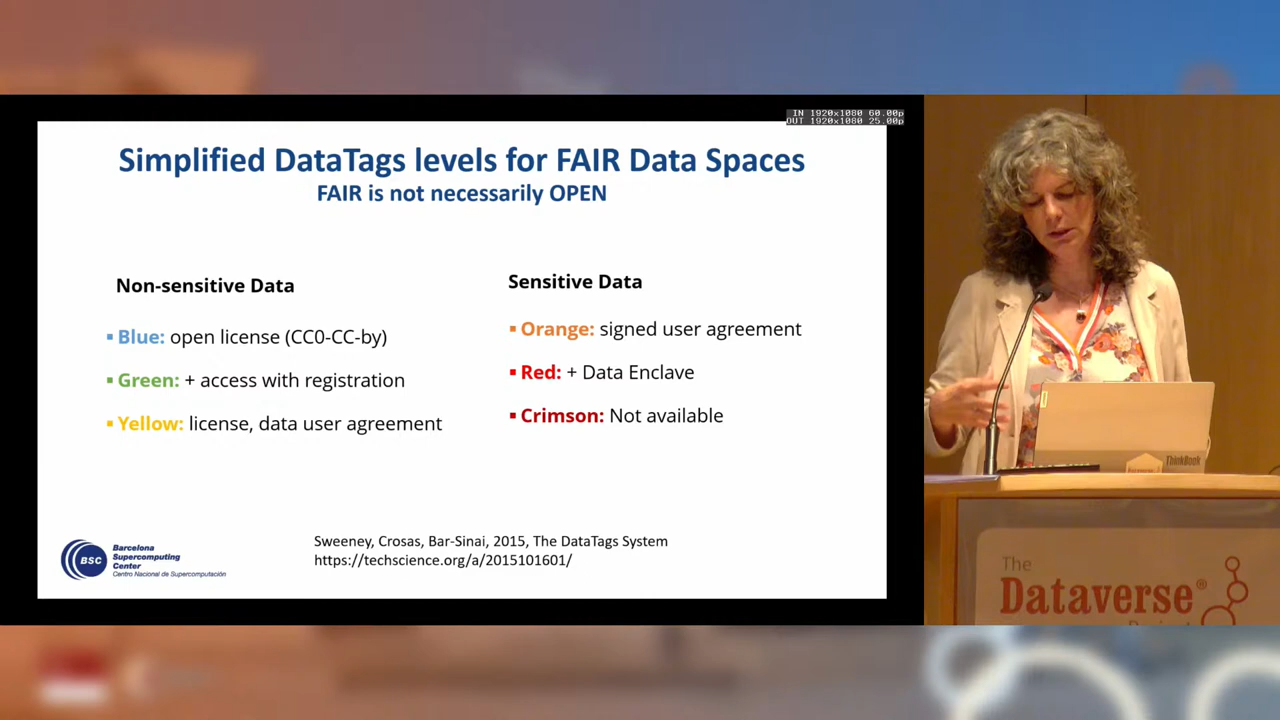 IN 1920x1080 60.00p
OUT 1920x1080 25.00p
Simplified DataTags levels for FAIR Data Spaces
FAIR is not necessarily OPEN
Non-sensitive Data
Blue: open license (CC0-CC-by)
Green: + access with registration
Yellow: license, data user agreement
Sensitive Data
Orange: signed user agreement
Red: + Data Enclave
Crimson: Not available
BSC
Barcelona
Supercomputing
Center
Centro Nacional de Supercomputación
Sweeney, Crosas, Bar-Sinai, 2015, The DataTags System
https://techscience.org/a/2015101601/
ThinkBook
The
Dataverse®